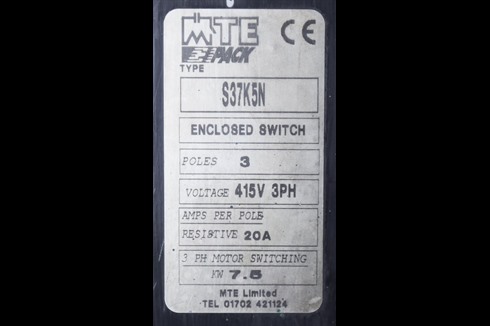 MTE CE
PACK
TYPE
S37K5N
ENCLOSED SWITCH
POLES 3
VOLTAGE 415V 3PH
AMPS PER POLE
RESISTIVE 20A
3 PH MOTOR SWITCHING
KW 7.5
MTE Limited
TEL 01702 421124